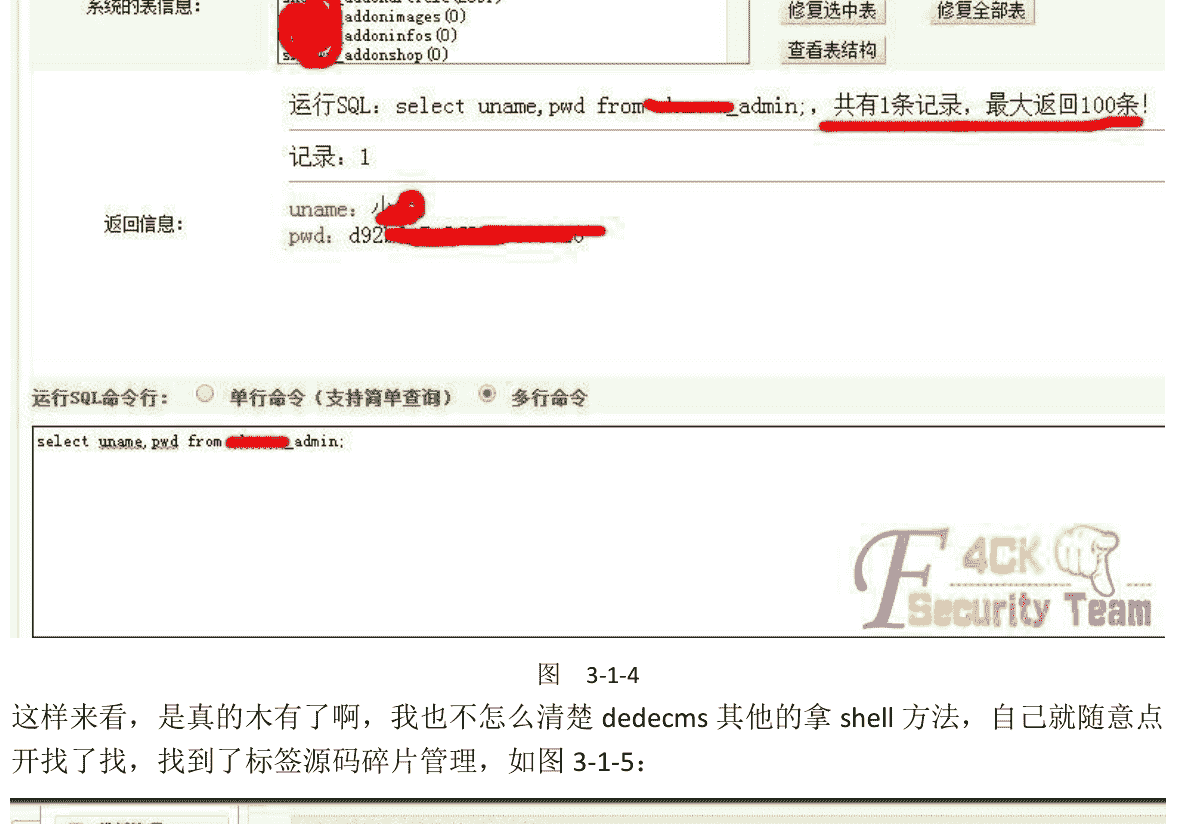 系统的表信息：
_addonimages(0)
修复选中表
修复全部表
_addoninfos(0)
_addonshop(0)
查看表结构
运行SQL：select uname,pwd from _admin;，共有1条记录，最大返回100条！
记录：1
返回信息：
uname：小
pwd：d92
运行SQL命令行：
单行命令（支持简单查询）
多行命令
select uname,pwd from _admin;
F4CK
Security Team
图 3-1-4
这样来看，是真的木有了啊，我也不怎么清楚 dedecms 其他的拿 shell 方法，自己就随意点
开找了找，找到了标签源码碎片管理，如图 3-1-5：